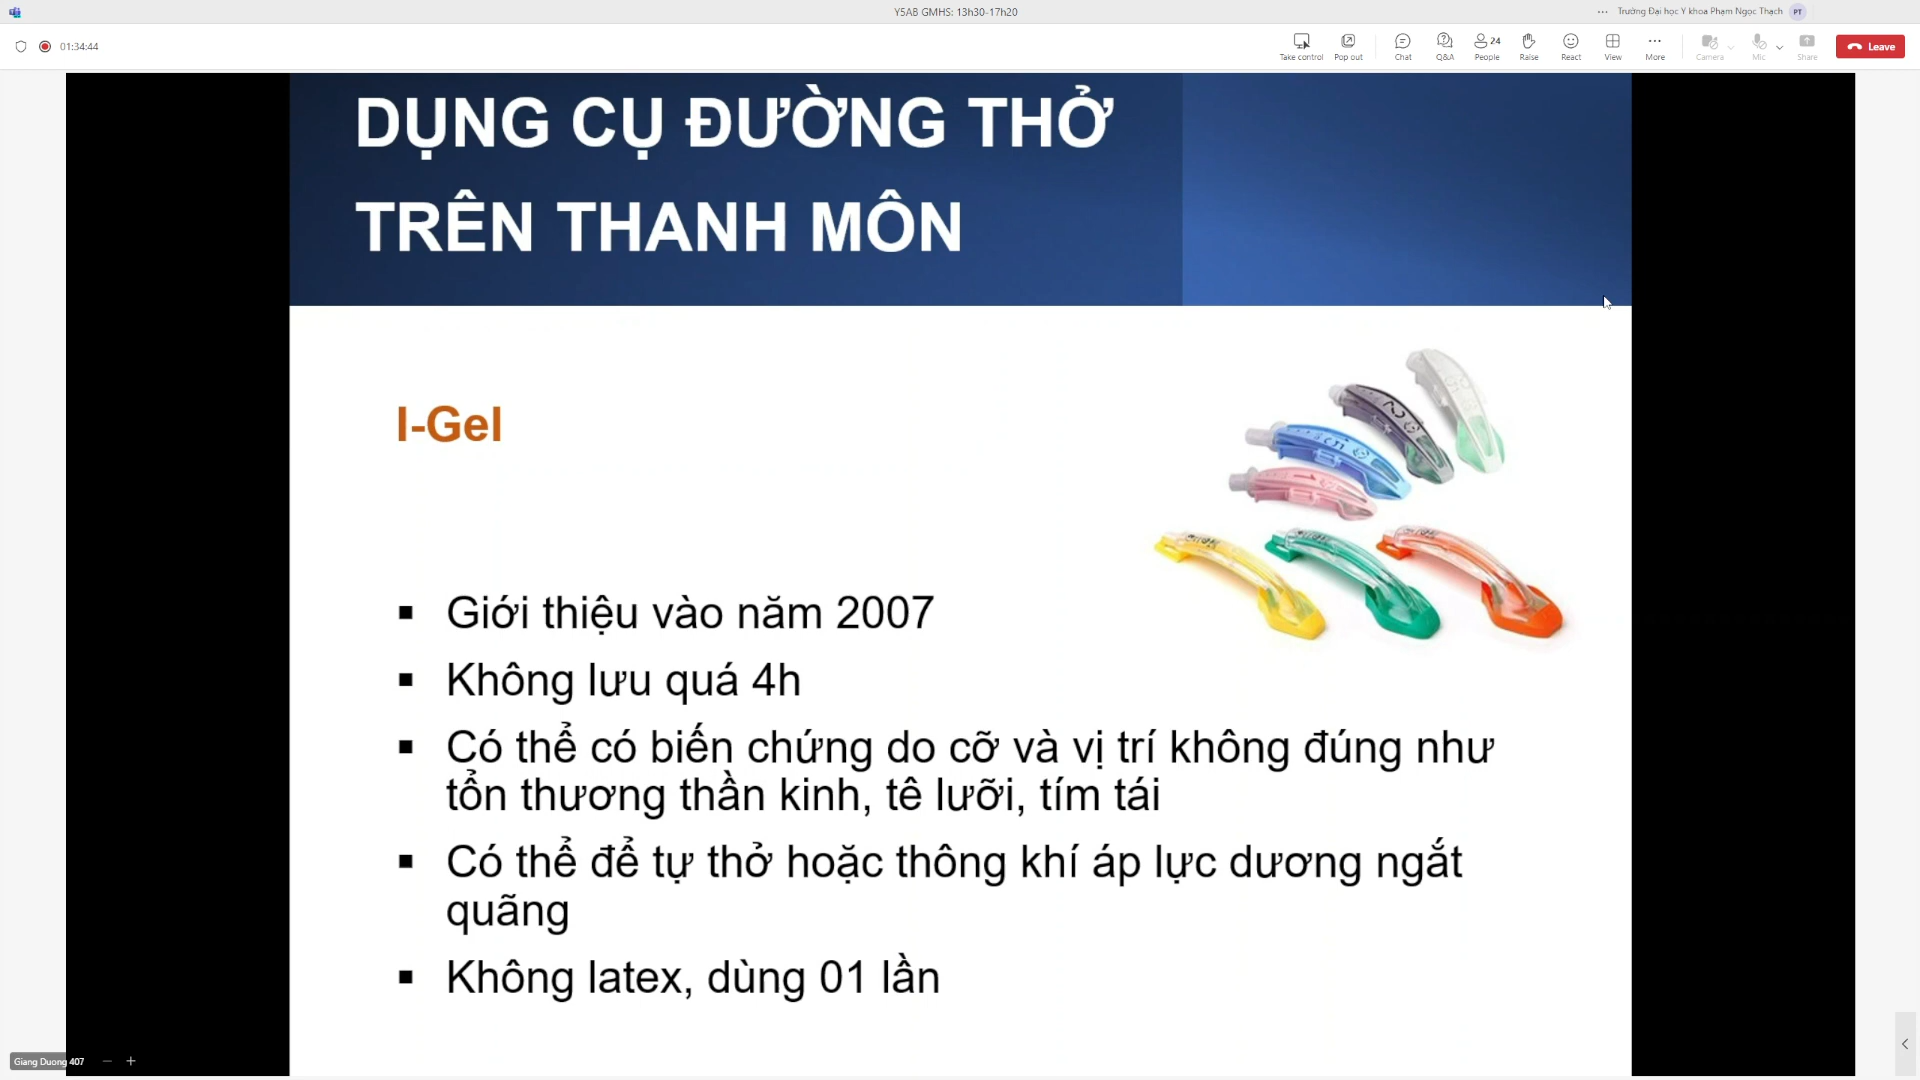 Y5AB GMHS: 13h30-17h20
Trường Đại học Y khoa Phạm Ngọc Thạch
PT
01:34:44
Take control
Pop out
Chat
Q&A
24
People
Raise
React
View
More
Camera
Mic
Share
Leave
DỤNG CỤ ĐƯỜNG THỞ
TRÊN THANH MÔN
I-Gel
▪ Giới thiệu vào năm 2007
▪ Không lưu quá 4h
▪ Có thể có biến chứng do cỡ và vị trí không đúng như
tổn thương thần kinh, tê lưỡi, tím tái
▪ Có thể để tự thở hoặc thông khí áp lực dương ngắt
quãng
▪ Không latex, dùng 01 lần
Giang Duong 407